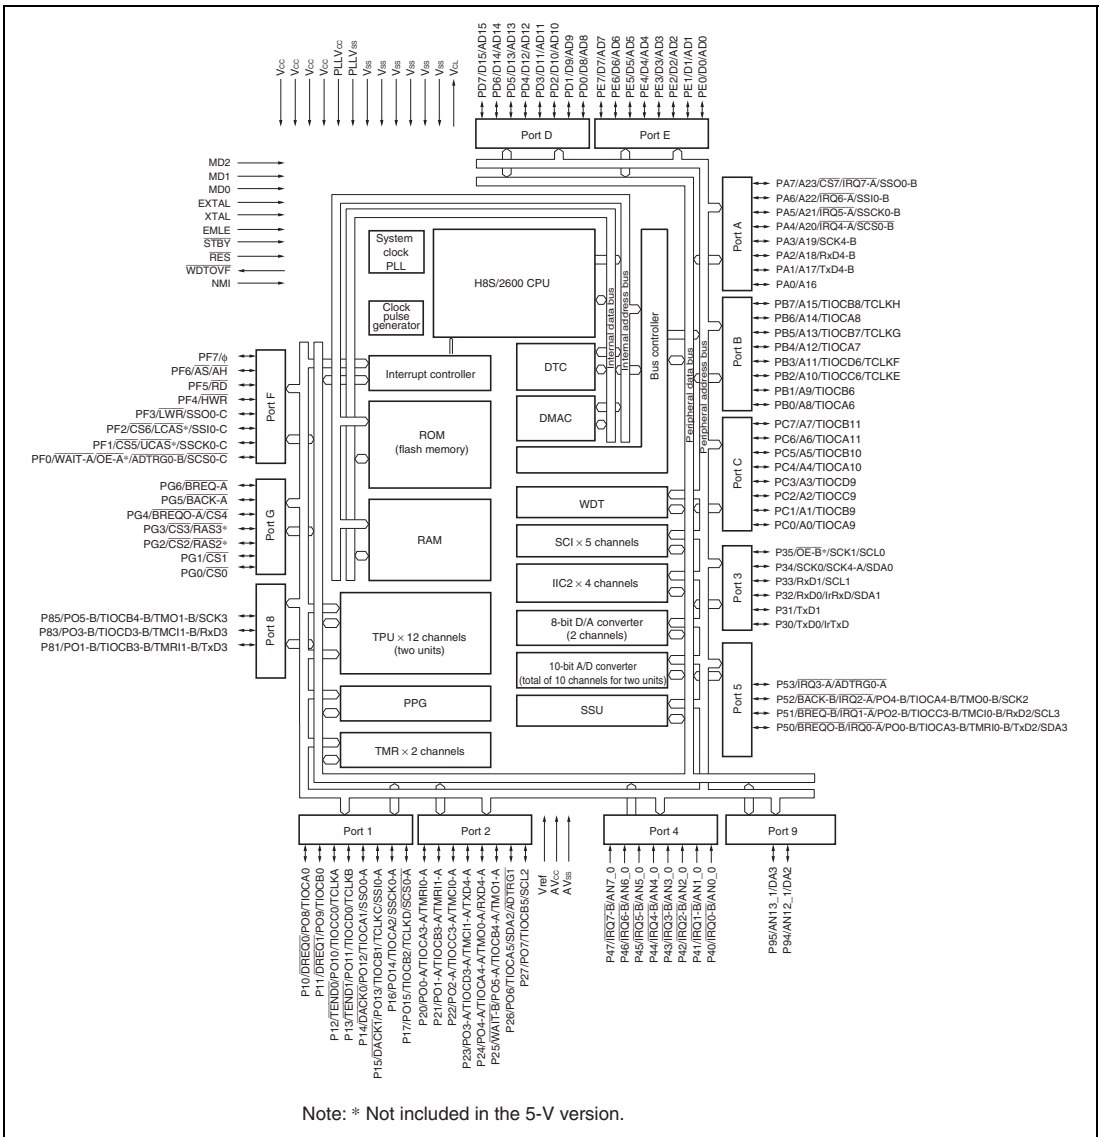 VCC
VCC
VCC
VCC
PLLVCC
PLLVSS
VSS
VSS
VSS
VSS
VSS
VSS
VCL
PD7/D15/AD15
PD6/D14/AD14
PD5/D13/AD13
PD4/D12/AD12
PD3/D11/AD11
PD2/D10/AD10
PD1/D9/AD9
PD0/D8/AD8
PE7/D7/AD7
PE6/D6/AD6
PE5/D5/AD5
PE4/D4/AD4
PE3/D3/AD3
PE2/D2/AD2
PE1/D1/AD1
PE0/D0/AD0
Port D
Port E
MD2
MD1
MD0
EXTAL
XTAL
EMLE
STBY
RES
WDTOVF
NMI
System
clock
PLL
Clock
pulse
generator
H8S/2600 CPU
Interrupt controller
DTC
DMAC
ROM
(flash memory)
RAM
TPU × 12 channels
(two units)
PPG
TMR × 2 channels
WDT
SCI × 5 channels
IIC2 × 4 channels
8-bit D/A converter
(2 channels)
10-bit A/D converter
(total of 10 channels for two units)
SSU
Internal data bus
Internal address bus
Bus controller
Peripheral data bus
Peripheral address bus
Port A
PA7/A23/CS7/IRQ7-A/SSO0-B
PA6/A22/IRQ6-A/SSI0-B
PA5/A21/IRQ5-A/SSCK0-B
PA4/A20/IRQ4-A/SCS0-B
PA3/A19/SCK4-B
PA2/A18/RxD4-B
PA1/A17/TxD4-B
PA0/A16
Port B
PB7/A15/TIOCB8/TCLKH
PB6/A14/TIOCA8
PB5/A13/TIOCB7/TCLKG
PB4/A12/TIOCA7
PB3/A11/TIOCD6/TCLKF
PB2/A10/TIOCC6/TCLKE
PB1/A9/TIOCB6
PB0/A8/TIOCA6
Port C
PC7/A7/TIOCB11
PC6/A6/TIOCA11
PC5/A5/TIOCB10
PC4/A4/TIOCA10
PC3/A3/TIOCD9
PC2/A2/TIOCC9
PC1/A1/TIOCB9
PC0/A0/TIOCA9
Port 3
P35/OE-B*/SCK1/SCL0
P34/SCK0/SCK4-A/SDA0
P33/RxD1/SCL1
P32/RxD0/IrRxD/SDA1
P31/TxD1
P30/TxD0/IrTxD
Port 5
P53/IRQ3-A/ADTRG0-A
P52/BACK-B/IRQ2-A/PO4-B/TIOCA4-B/TMO0-B/SCK2
P51/BREQ-B/IRQ1-A/PO2-B/TIOCC3-B/TMCI0-B/RxD2/SCL3
P50/BREQO-B/IRQ0-A/PO0-B/TIOCA3-B/TMRI0-B/TxD2/SDA3
PF7/ϕ
PF6/AS/AH
PF5/RD
PF4/HWR
PF3/LWR/SSO0-C
PF2/CS6/LCAS*/SSI0-C
PF1/CS5/UCAS*/SSCK0-C
PF0/WAIT-A/OE-A*/ADTRG0-B/SCS0-C
Port F
PG6/BREQ-A
PG5/BACK-A
PG4/BREQO-A/CS4
PG3/CS3/RAS3*
PG2/CS2/RAS2*
PG1/CS1
PG0/CS0
Port G
P85/PO5-B/TIOCB4-B/TMO1-B/SCK3
P83/PO3-B/TIOCD3-B/TMCI1-B/RxD3
P81/PO1-B/TIOCB3-B/TMRI1-B/TxD3
Port 8
Port 1
Port 2
Port 4
Port 9
P10/DREQ0/PO8/TIOCA0
P11/DREQ1/PO9/TIOCB0
P12/TEND0/PO10/TIOCC0/TCLKA
P13/TEND1/PO11/TIOCD0/TCLKB
P14/DACK0/PO12/TIOCA1/SSO0-A
P15/DACK1/PO13/TIOCB1/TCLKC/SSI0-A
P16/PO14/TIOCA2/SSCK0-A
P17/PO15/TIOCB2/TCLKD/SCS0-A
P20/PO0-A/TIOCA3-A/TMRI0-A
P21/PO1-A/TIOCB3-A/TMRI1-A
P22/PO2-A/TIOCC3-A/TMCI0-A
P23/PO3-A/TIOCD3-A/TMCI1-A/TXD4-A
P24/PO4-A/TIOCA4-A/TMO0-A/RXD4-A
P25/WAIT-B/PO5-A/TIOCB4-A/TMO1-A
P26/PO6/TIOCA5/SDA2/ADTRG1
P27/PO7/TIOCB5/SCL2
Vref
AVCC
AVSS
P47/IRQ7-B/AN7_0
P46/IRQ6-B/AN6_0
P45/IRQ5-B/AN5_0
P44/IRQ4-B/AN4_0
P43/IRQ3-B/AN3_0
P42/IRQ2-B/AN2_0
P41/IRQ1-B/AN1_0
P40/IRQ0-B/AN0_0
P95/AN13_1/DA3
P94/AN12_1/DA2
Note: * Not included in the 5-V version.